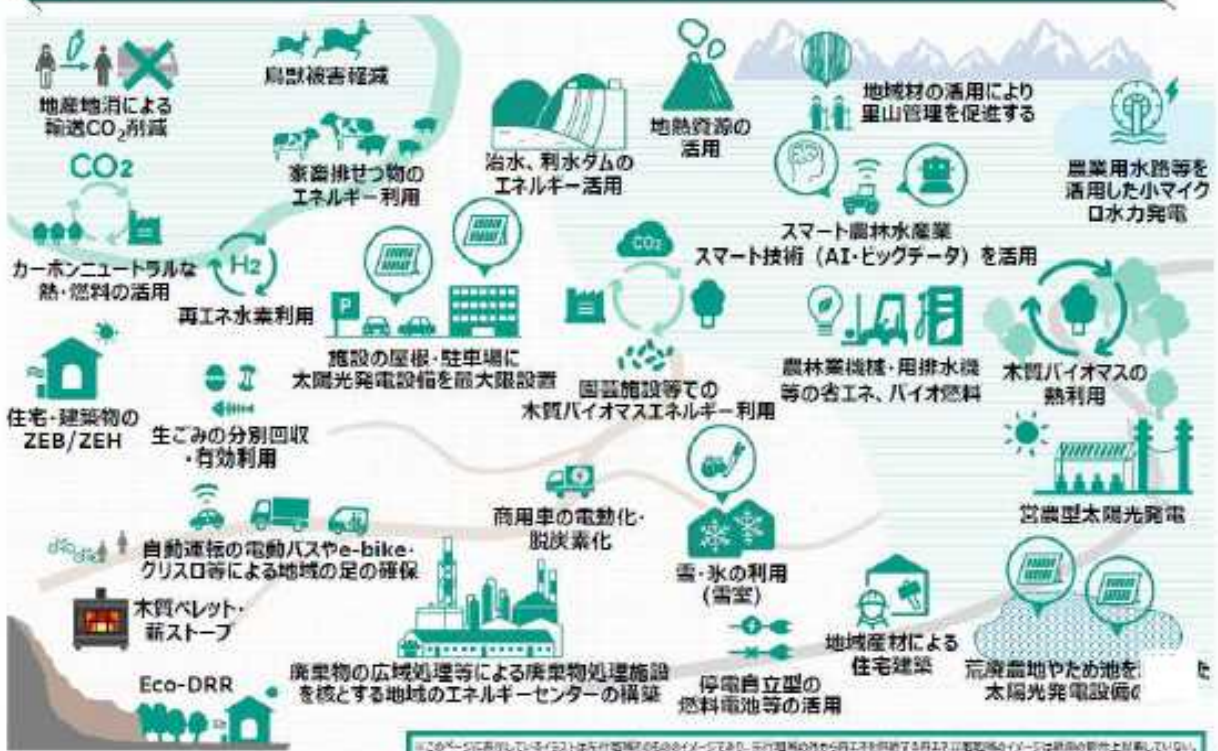 鳥獣被害軽減
地産地消による
輸送CO₂削減
CO2
家畜排せつ物の
エネルギー利用
治水、利水ダムの
エネルギー活用
地熱資源の
活用
地域材の活用により
里山管理を促進する
農業用水路等を
活用した小マイク
ロ水力発電
スマート農林水産業
スマート技術(AI・ビックデータ)を活用
カーボンニュートラルな
熱・燃料の活用
H2
再エネ水素利用
P
施設の屋根・駐車場に
太陽光発電設備を最大限設置
CO₂
園芸施設等での
木質バイオマスエネルギー利用
農林業機械・用排水機
等の省エネ、バイオ燃料
木質バイオマスの
熱利用
住宅・建築物の
ZEB/ZEH
生ごみの分別回収
・有効利用
商用車の電動化・
脱炭素化
営農型太陽光発電
自動運転の電動バスやe-bike・
グリスロ等による地域の足の確保
雪・氷の利用
(雪室)
木質ペレット・
薪ストーブ
廃棄物の広域処理等による廃棄物処理施設
を核とする地域のエネルギーセンターの構築
地域産材による
住宅建築
停電自立型の
燃料電池等の活用
荒廃農地やため池を
た
太陽光発電設備の
Eco-DRR